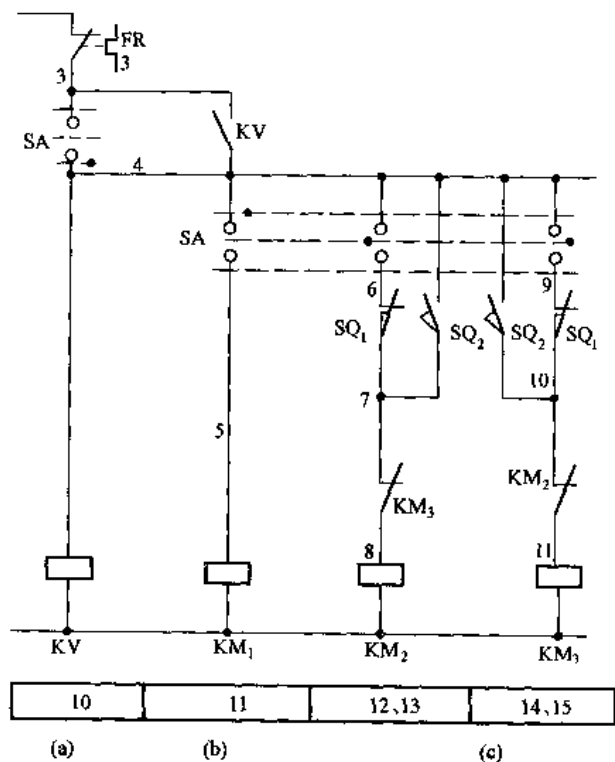 FR
3
3
SA
KV
4
SA
6
9
SQ₁
SQ₂
SQ₂
SQ₁
7
10
5
KM₃
KM₂
8
11
KV
KM₁
KM₂
KM₃
10
11
12、13
14、15
(a)
(b)
(c)